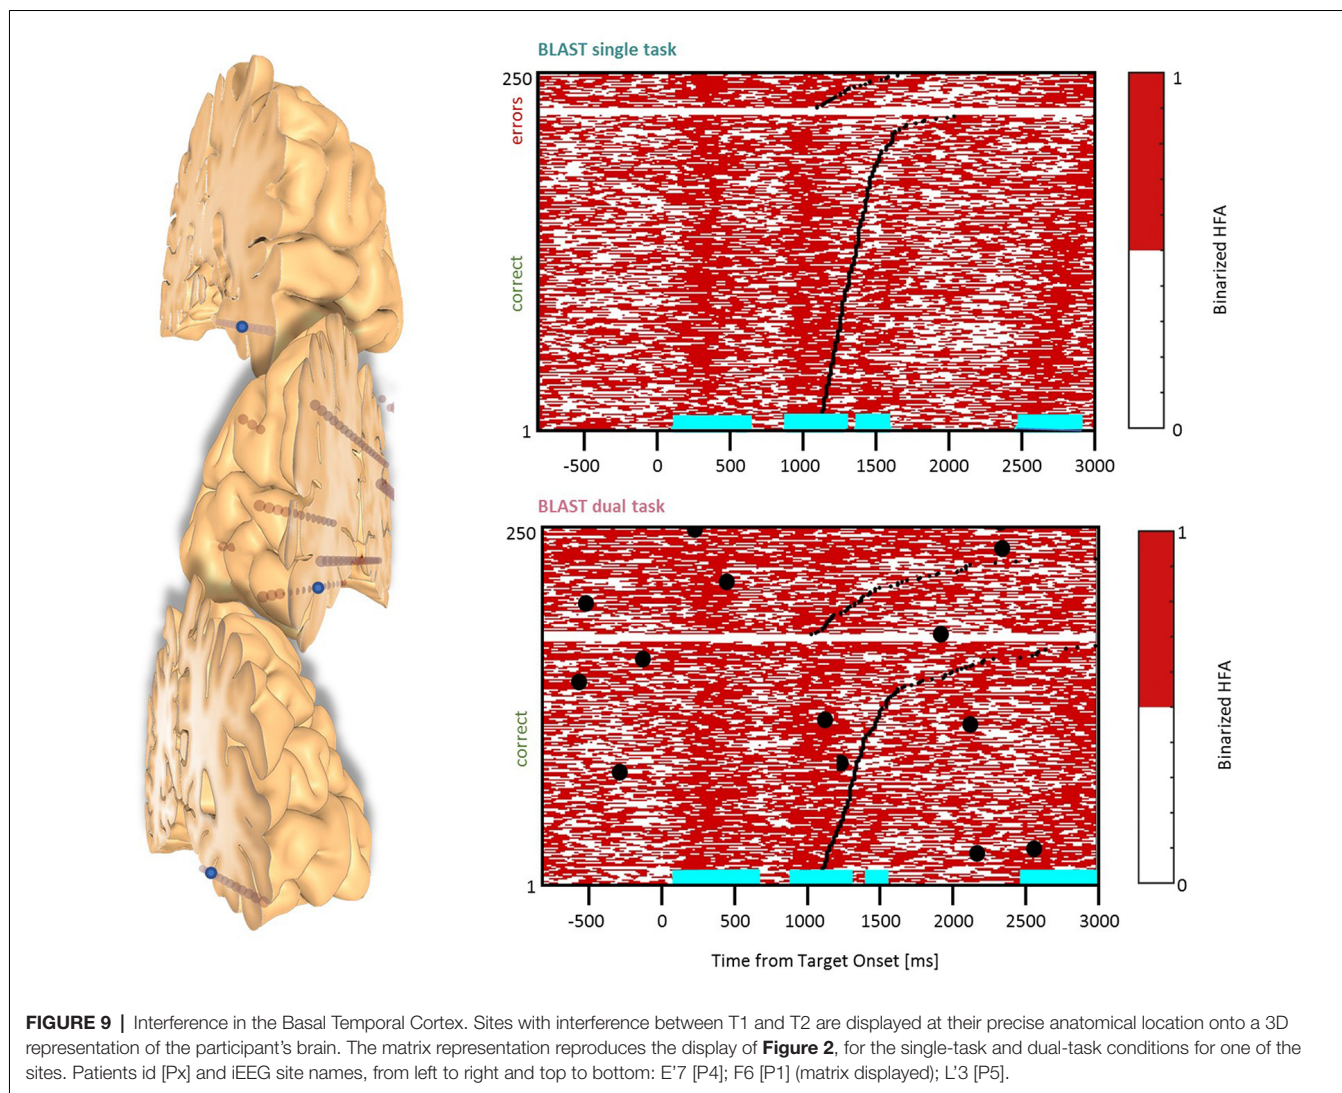 BLAST single task
250
errors
correct
1
-500 0 500 1000 1500 2000 2500 3000
1
Binarized HFA
0
BLAST dual task
250
correct
1
-500 0 500 1000 1500 2000 2500 3000
Time from Target Onset [ms]
1
Binarized HFA
0
FIGURE 9 | Interference in the Basal Temporal Cortex. Sites with interference between T1 and T2 are displayed at their precise anatomical location onto a 3D
representation of the participant's brain. The matrix representation reproduces the display of Figure 2, for the single-task and dual-task conditions for one of the
sites. Patients id [Px] and iEEG site names, from left to right and top to bottom: E'7 [P4]; F6 [P1] (matrix displayed); L'3 [P5].